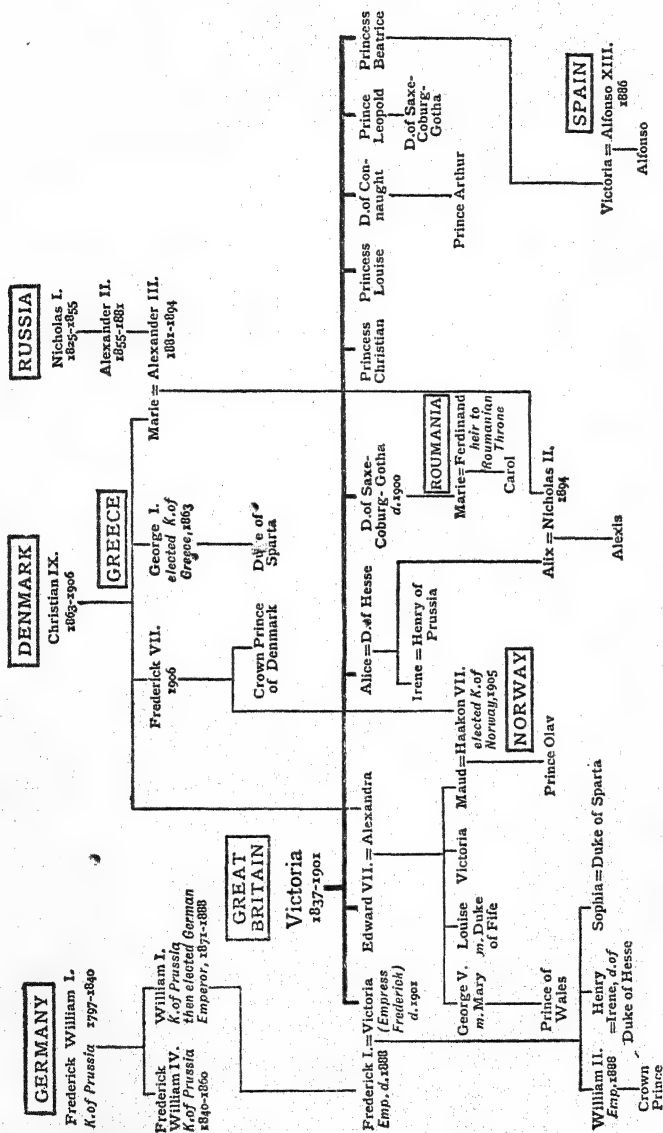 GERMANY
Frederick William I.
K.of Prussia 1797-1840
Frederick
William IV.
K.of Prussia
1840-1860
William I.
K.of Prussia
then elected German
Emperor, 1871-1888
DENMARK
Christian IX.
1863-1906
RUSSIA
Nicholas I.
1825-1855
Alexander II.
1855-1881
Marie = Alexander III.
1881-1894
GREECE
Frederick VII.
1906
George I.
elected K.of
Greece, 1863
Crown Prince
of Denmark
Duke of
Sparta
GREAT
BRITAIN
Victoria
1837-1901
Frederick I. = Victoria
Emp, d.1888
(Empress
Frederick)
d.1901
Edward VII. = Alexandra
Alice = D.of Hesse
D.of Saxe-
Coburg-Gotha
d.1900
Princess
Christian
Princess
Louise
D.of Con-
naught
Prince
Leopold
Princess
Beatrice
Prince Arthur
D.of Saxe-
Coburg-
Gotha
George V.
m. Mary
Louise
m. Duke
of Fife
Victoria
Maud = Haakon VII.
elected K.of
Norway, 1905
NORWAY
Prince of
Wales
Prince Olav
Irene = Henry of
Prussia
ROUMANIA
Marie = Ferdinand
heir to
Roumanian
Throne
Carol
Alix = Nicholas II.
1894
Alexis
SPAIN
Victoria = Alfonso XIII.
1886
Alfonso
William II.
Emp, 1888
Henry
= Irene, d.of
Duke of Hesse
Sophia = Duke of Sparta
Crown
Prince